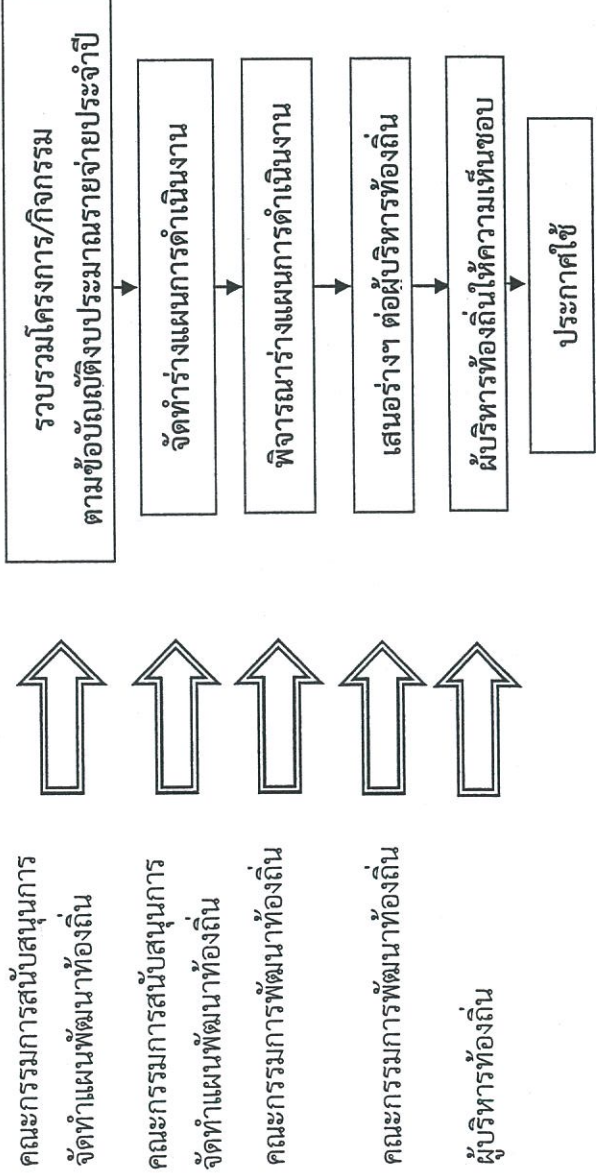 คณะกรรมการสนับสนุนการ
จัดทำแผนพัฒนาท้องถิ่น
รวบรวมโครงการ/กิจกรรม
ตามข้อบัญญัติงบประมาณรายจ่ายประจำปี
คณะกรรมการสนับสนุนการ
จัดทำแผนพัฒนาท้องถิ่น
จัดทำร่างแผนการดำเนินงาน
คณะกรรมการพัฒนาท้องถิ่น
พิจารณาร่างแผนการดำเนินงาน
คณะกรรมการพัฒนาท้องถิ่น
เสนอร่างฯ ต่อผู้บริหารท้องถิ่น
ผู้บริหารท้องถิ่น
ผู้บริหารท้องถิ่นให้ความเห็นชอบ
ประกาศใช้